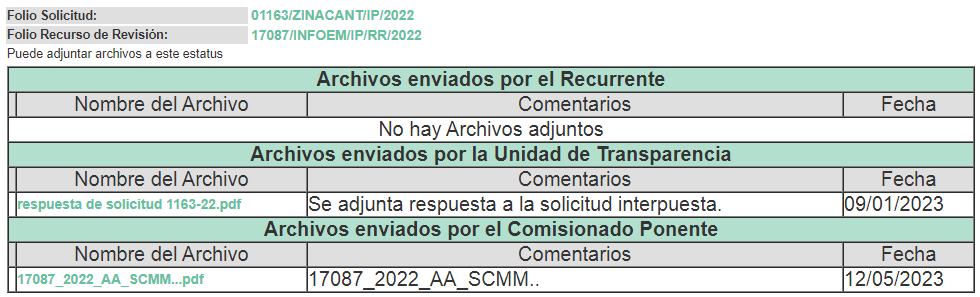 Folio Solicitud: 01163/ZINACANT/IP/2022
Folio Recurso de Revisión: 17087/INFOEM/IP/RR/2022
Puede adjuntar archivos a este estatus
Archivos enviados por el Recurrente
Nombre del Archivo Comentarios Fecha
No hay Archivos adjuntos
Archivos enviados por la Unidad de Transparencia
Nombre del Archivo Comentarios Fecha
respuesta de solicitud 1163-22.pdf Se adjunta respuesta a la solicitud interpuesta. 09/01/2023
Archivos enviados por el Comisionado Ponente
Nombre del Archivo Comentarios Fecha
17087_2022_AA_SCMM...pdf 17087_2022_AA_SCMM.. 12/05/2023